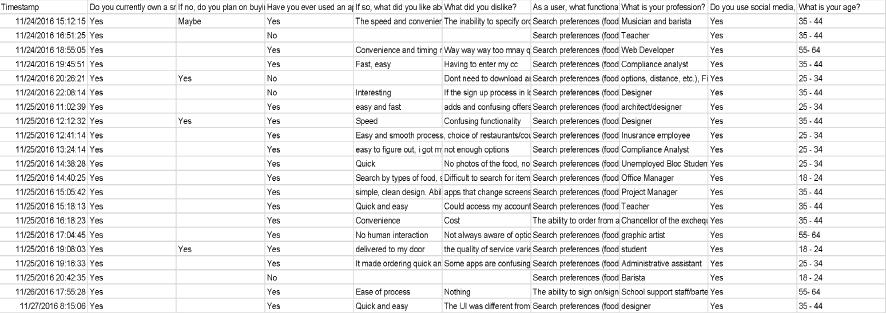 Timestamp Do you currently own a sr If no, do you plan on buyi Have you ever used an ap If so, what did you like abo What did you dislike? As a user, what functiona What is your profession? Do you use social media, What is your age?
11/24/2016 15:12:15 Yes Maybe Yes The speed and convenien The inability to specify orc Search preferences (food Musician and barista Yes 35 - 44
11/24/2016 16:51:25 Yes No Search preferences (food Teacher Yes 35 - 44
11/24/2016 18:55:05 Yes Yes Convenience and timing r Way way way too mnay q Search preferences (food Web Developer Yes 55- 64
11/24/2016 19:45:51 Yes Yes Fast, easy Having to enter my cc Search preferences (food Compliance analyst Yes 35 - 44
11/24/2016 20:26:21 Yes Yes No Dont need to download a Search preferences (food options, distance, etc.), Fi Yes 25 - 34
11/24/2016 22:08:14 Yes No Interesting If the sign up process in lo Search preferences (food Designer Yes 35 - 44
11/25/2016 11:02:39 Yes Yes easy and fast adds and confusing offers Search preferences (food architect/designer Yes 25 - 34
11/25/2016 12:12:32 Yes Yes Yes Speed Confusing functionality Search preferences (food Designer Yes 35 - 44
11/25/2016 12:41:14 Yes Yes Easy and smooth process, choice of restaurants/cou Search preferences (food Inusrance employee Yes 25 - 34
11/25/2016 13:24:14 Yes Yes easy to figure out, i got m not enough options Search preferences (food Compliance Analyst Yes 25 - 34
11/25/2016 14:38:28 Yes Yes Quick No photos of the food, no Search preferences (food Unemployed Bloc Studen Yes 25 - 34
11/25/2016 14:40:25 Yes Yes Search by types of food, s Difficult to search for item Search preferences (food Office Manager Yes 18 - 24
11/25/2016 15:05:42 Yes Yes simple, clean design. Abil apps that change screens Search preferences (food Project Manager Yes 35 - 44
11/25/2016 15:18:13 Yes Yes Quick and easy Could access my account Search preferences (food Teacher Yes 35 - 44
11/25/2016 16:18:23 Yes Yes Convenience Cost The ability to order from a Chancellor of the excheq Yes 35 - 44
11/25/2016 17:04:45 Yes Yes No human interaction Not always aware of optic Search preferences (food graphic artist Yes 55- 64
11/25/2016 19:08:03 Yes Yes Yes delivered to my door the quality of service varie Search preferences (food student Yes 18 - 24
11/25/2016 19:16:33 Yes Yes It made ordering quick an Some apps are confusing Search preferences (food Administrative assistant Yes 25 - 34
11/25/2016 20:42:35 Yes No Search preferences (food Barista Yes 18 - 24
11/26/2016 17:55:28 Yes Yes Ease of process Nothing The ability to sign on/sign School support staff/barte Yes 55- 64
11/27/2016 8:15:06 Yes Yes Quick and easy The UI was different from Search preferences (food designer Yes 35 - 44